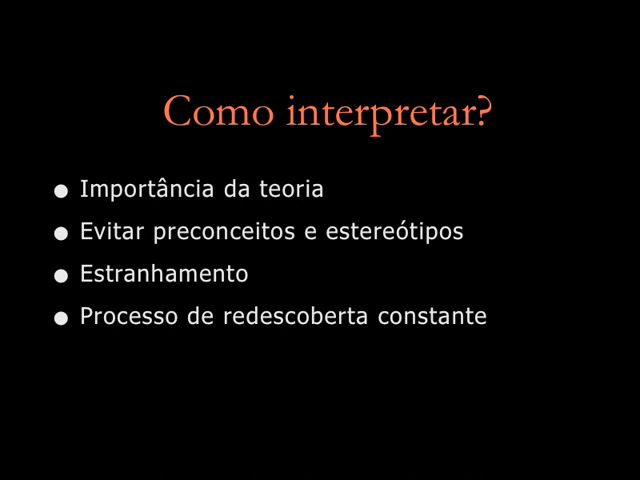 Como interpretar?
● Importância da teoria
● Evitar preconceitos e estereótipos
● Estranhamento
● Processo de redescoberta constante